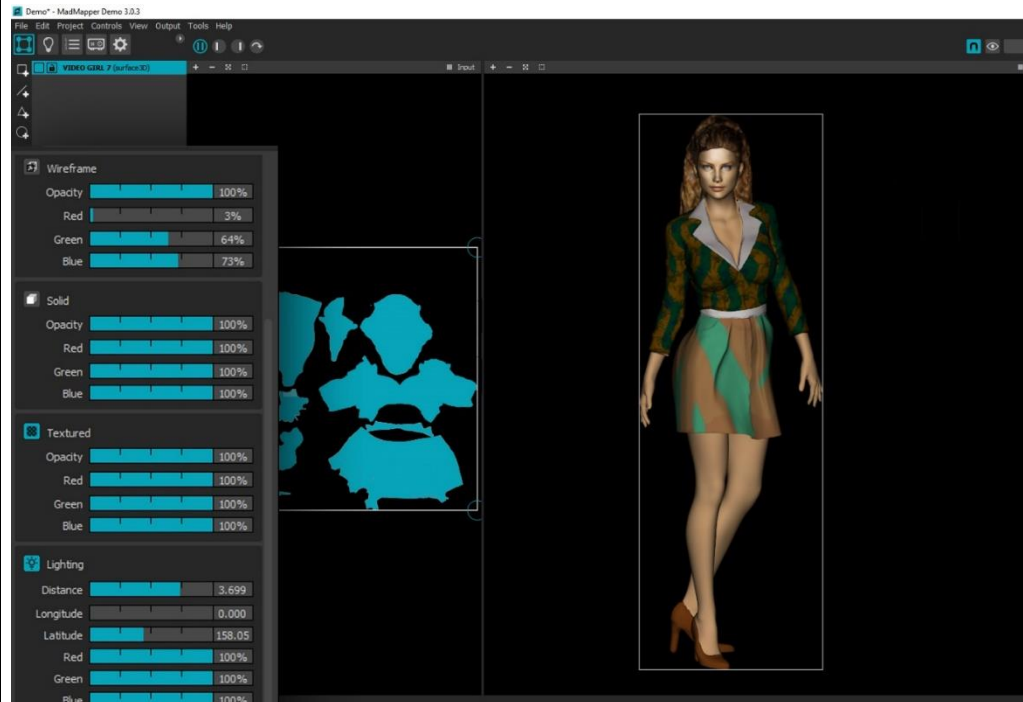 Demo* - MadMapper Demo 3.0.3
File Edit Project Controls View Output Tools Help
VIDEO GIRL 7 (surface3D)
Input
Wireframe
Opacity 100%
Red 3%
Green 64%
Blue 73%
Solid
Opacity 100%
Red 100%
Green 100%
Blue 100%
Textured
Opacity 100%
Red 100%
Green 100%
Blue 100%
Lighting
Distance 3.699
Longitude 0.000
Latitude 158.05
Red 100%
Green 100%
Blue 100%